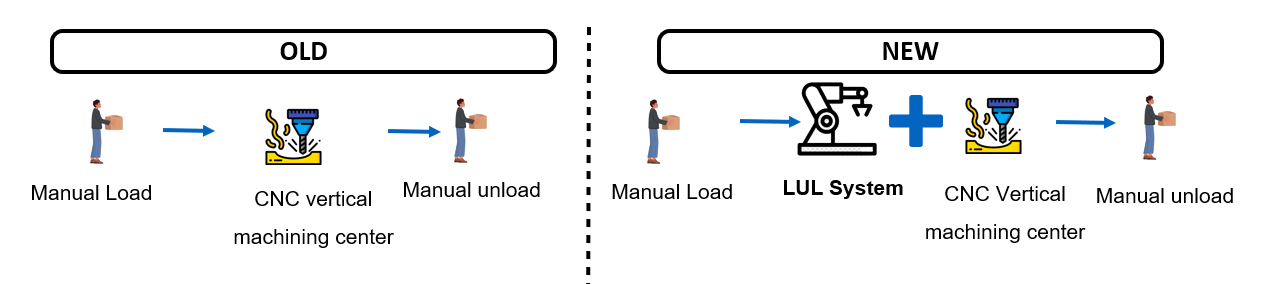 OLD
Manual Load
CNC vertical
machining center
Manual unload
NEW
Manual Load
LUL System
CNC Vertical
machining center
Manual unload